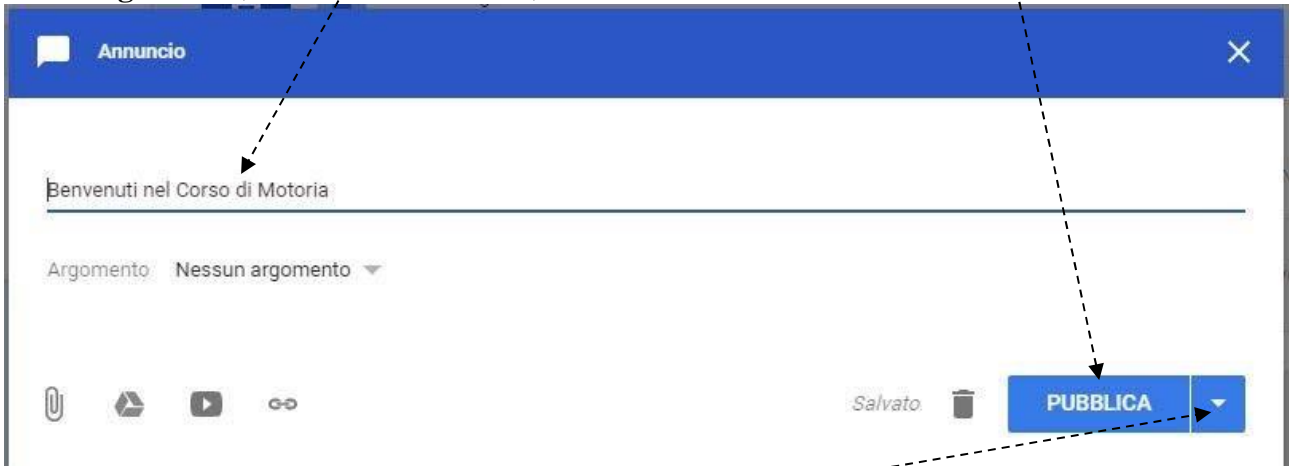 Annuncio
Benvenuti nel Corso di Motoria
Argomento Nessun argomento
Salvato
PUBBLICA